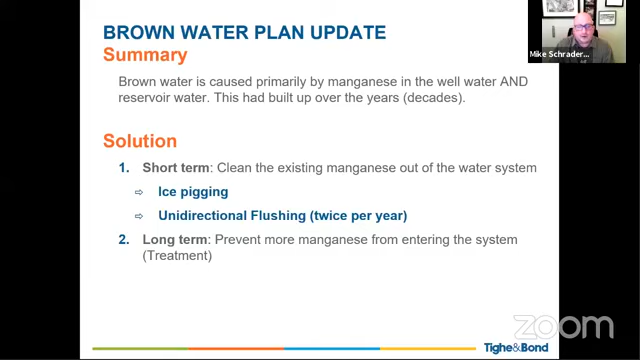 BROWN WATER PLAN UPDATE
Summary
Brown water is caused primarily by manganese in the well water AND
reservoir water. This had built up over the years (decades).
Solution
1. Short term: Clean the existing manganese out of the water system
⇨ Ice pigging
⇨ Unidirectional Flushing (twice per year)
2. Long term: Prevent more manganese from entering the system
(Treatment)
Mike Schrader...
zoom
Tighe&Bond